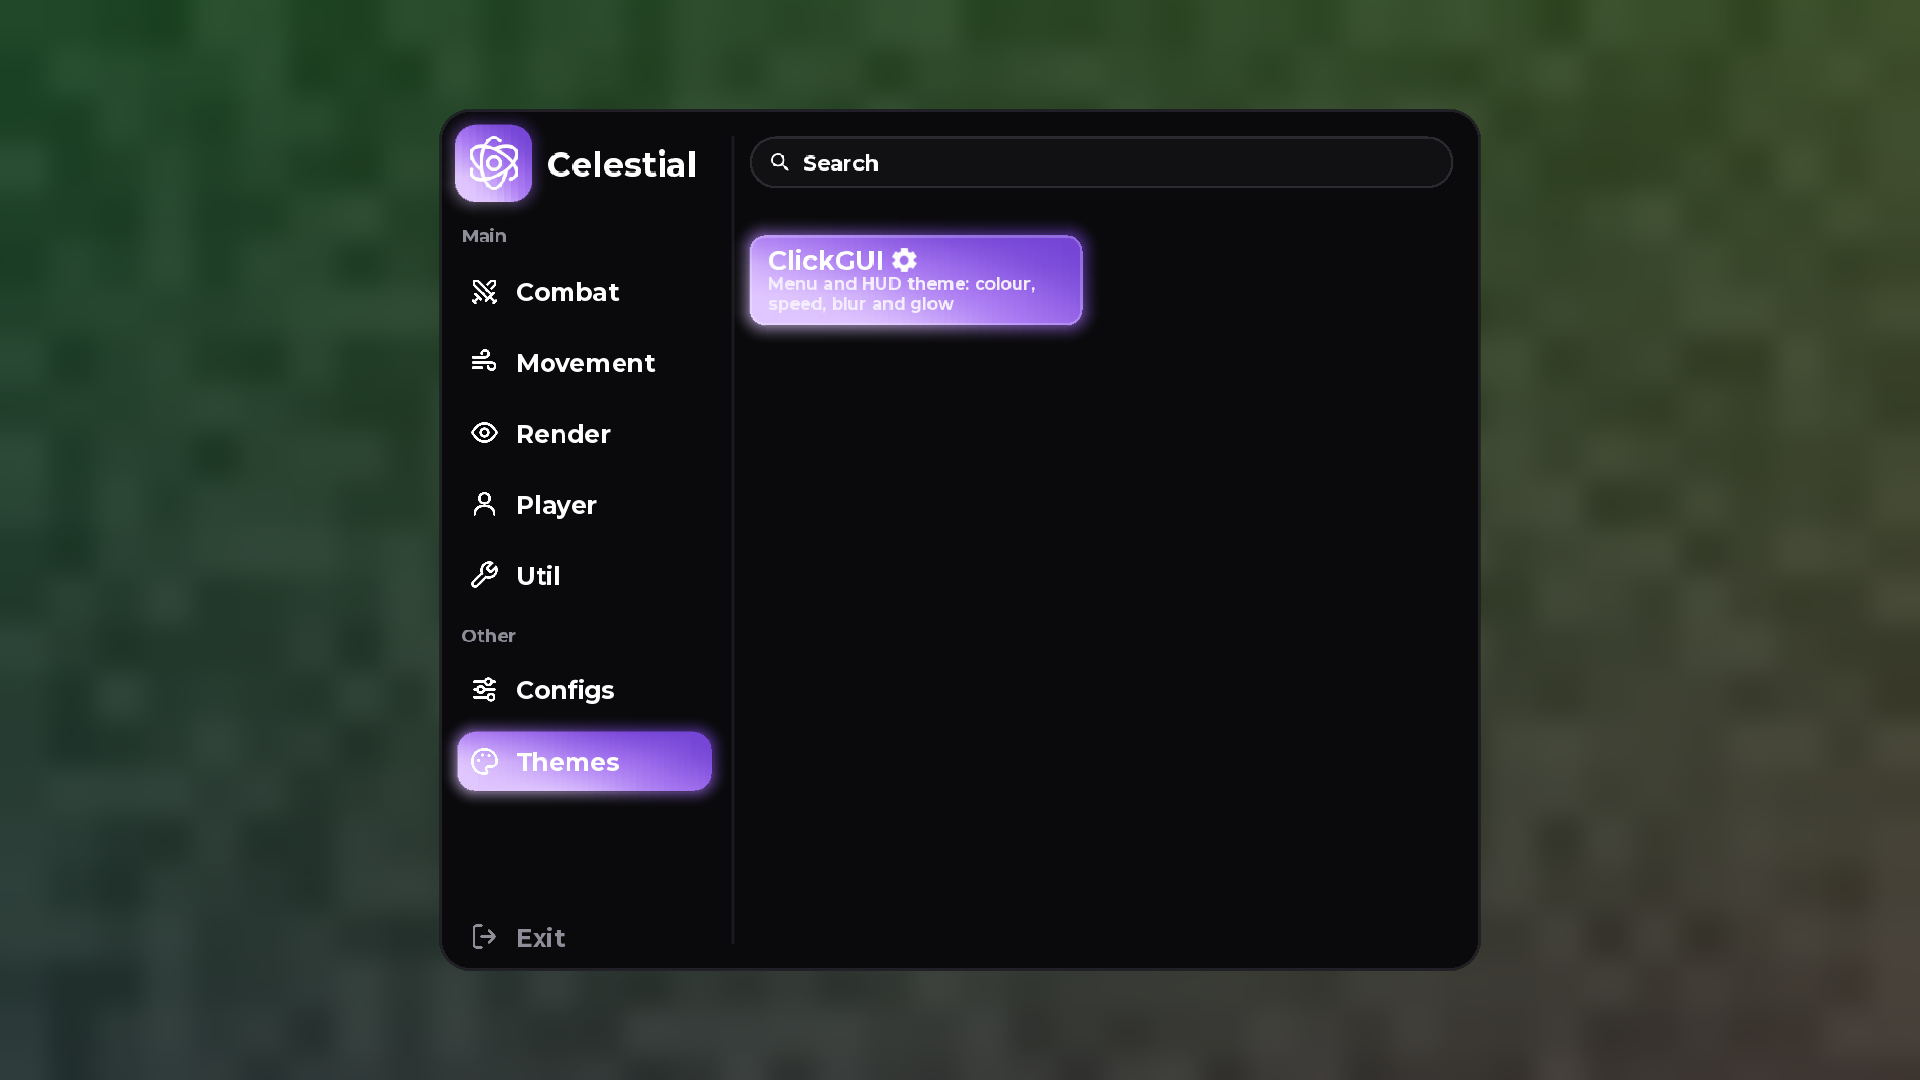 Celestial
Main
Combat
Movement
Render
Player
Util
Other
Configs
Themes
Exit
Search
ClickGUI
Menu and HUD theme: colour,
speed, blur and glow